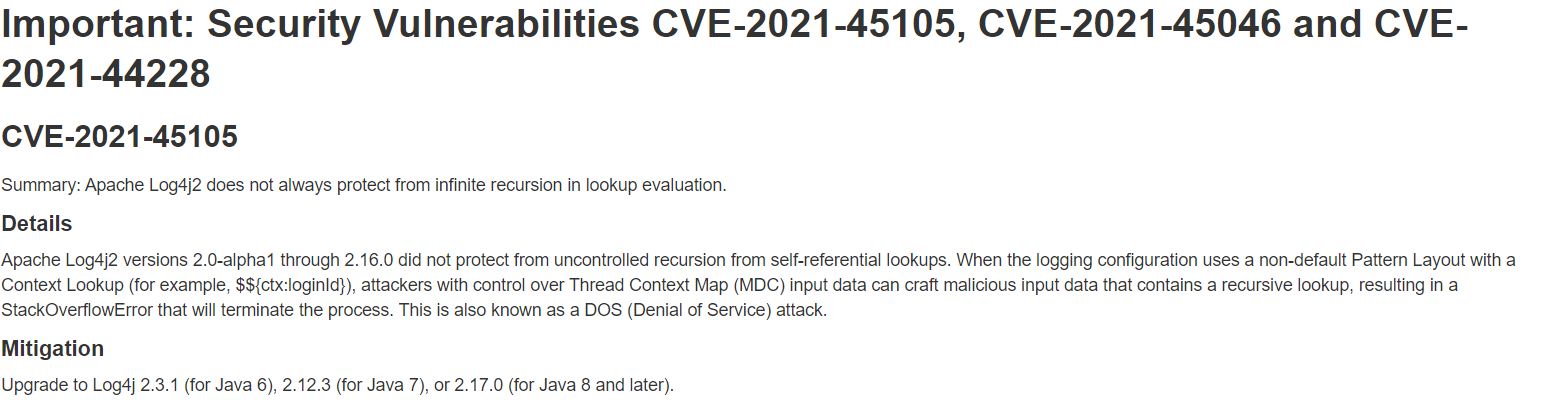 Important: Security Vulnerabilities CVE-2021-45105, CVE-2021-45046 and CVE-
2021-44228
CVE-2021-45105
Summary: Apache Log4j2 does not always protect from infinite recursion in lookup evaluation.
Details
Apache Log4j2 versions 2.0-alpha1 through 2.16.0 did not protect from uncontrolled recursion from self-referential lookups. When the logging configuration uses a non-default Pattern Layout with a
Context Lookup (for example, $${ctx:loginId}), attackers with control over Thread Context Map (MDC) input data can craft malicious input data that contains a recursive lookup, resulting in a
StackOverflowError that will terminate the process. This is also known as a DOS (Denial of Service) attack.
Mitigation
Upgrade to Log4j 2.3.1 (for Java 6), 2.12.3 (for Java 7), or 2.17.0 (for Java 8 and later).